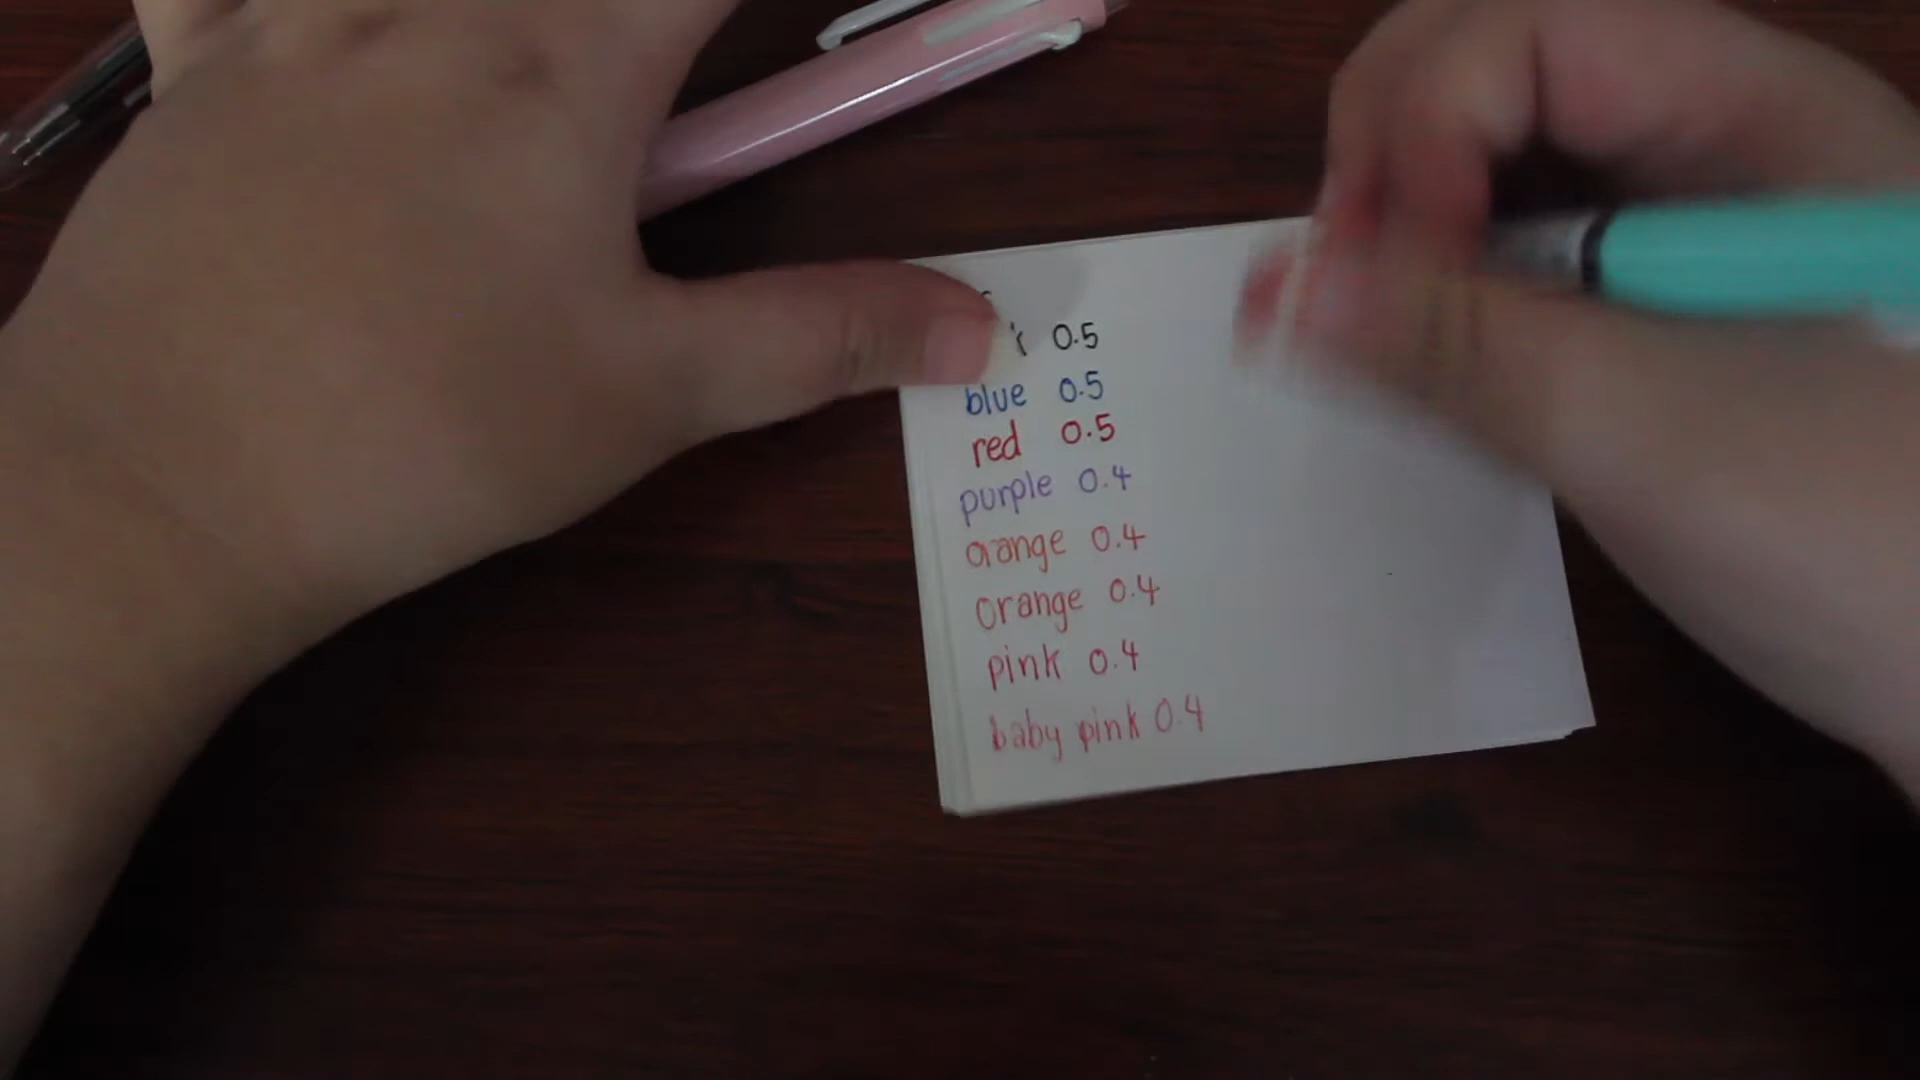 0.5
blue 0.5
red 0.5
purple 0.4
orange 0.4
orange 0.4
pink 0.4
baby pink 0.4